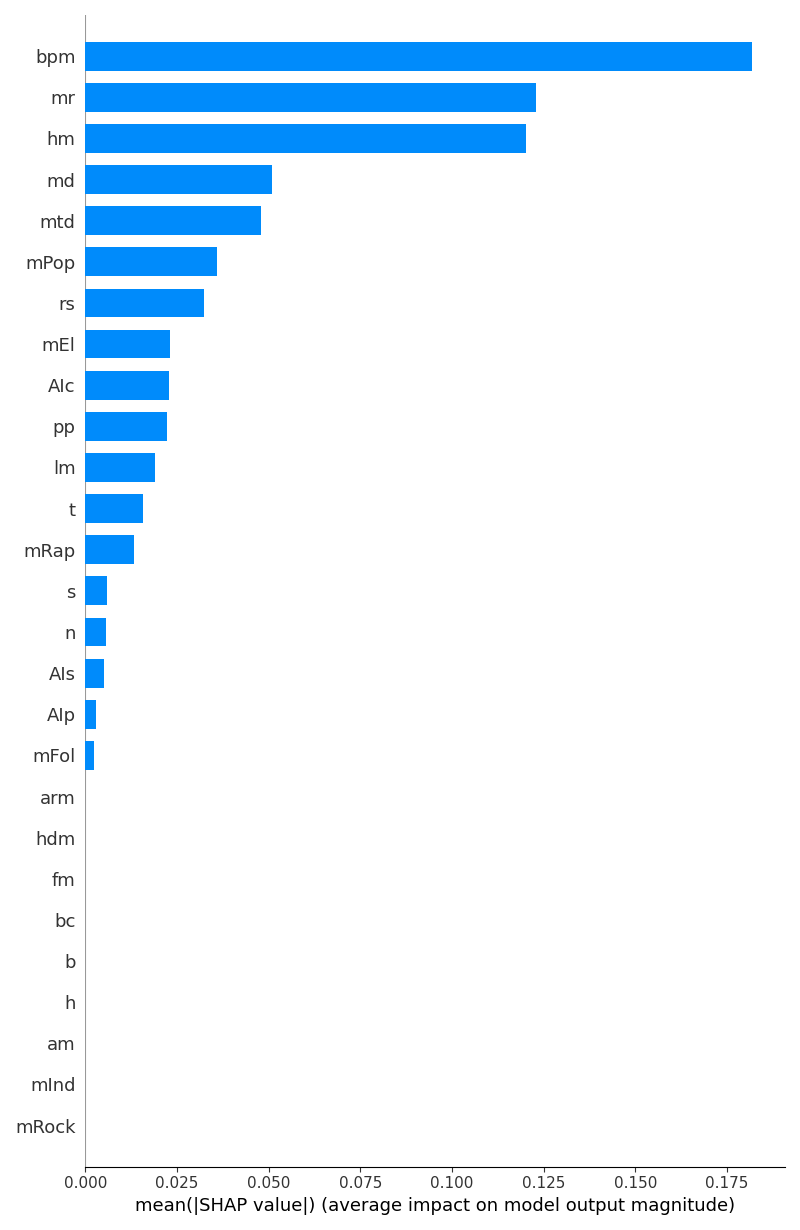 bpm
mr
hm
md
mtd
mPop
rs
mEl
AIc
pp
lm
t
mRap
s
n
AIs
AIp
mFol
arm
hdm
fm
bc
b
h
am
mInd
mRock
0.000 0.025 0.050 0.075 0.100 0.125 0.150 0.175
mean(|SHAP value|) (average impact on model output magnitude)